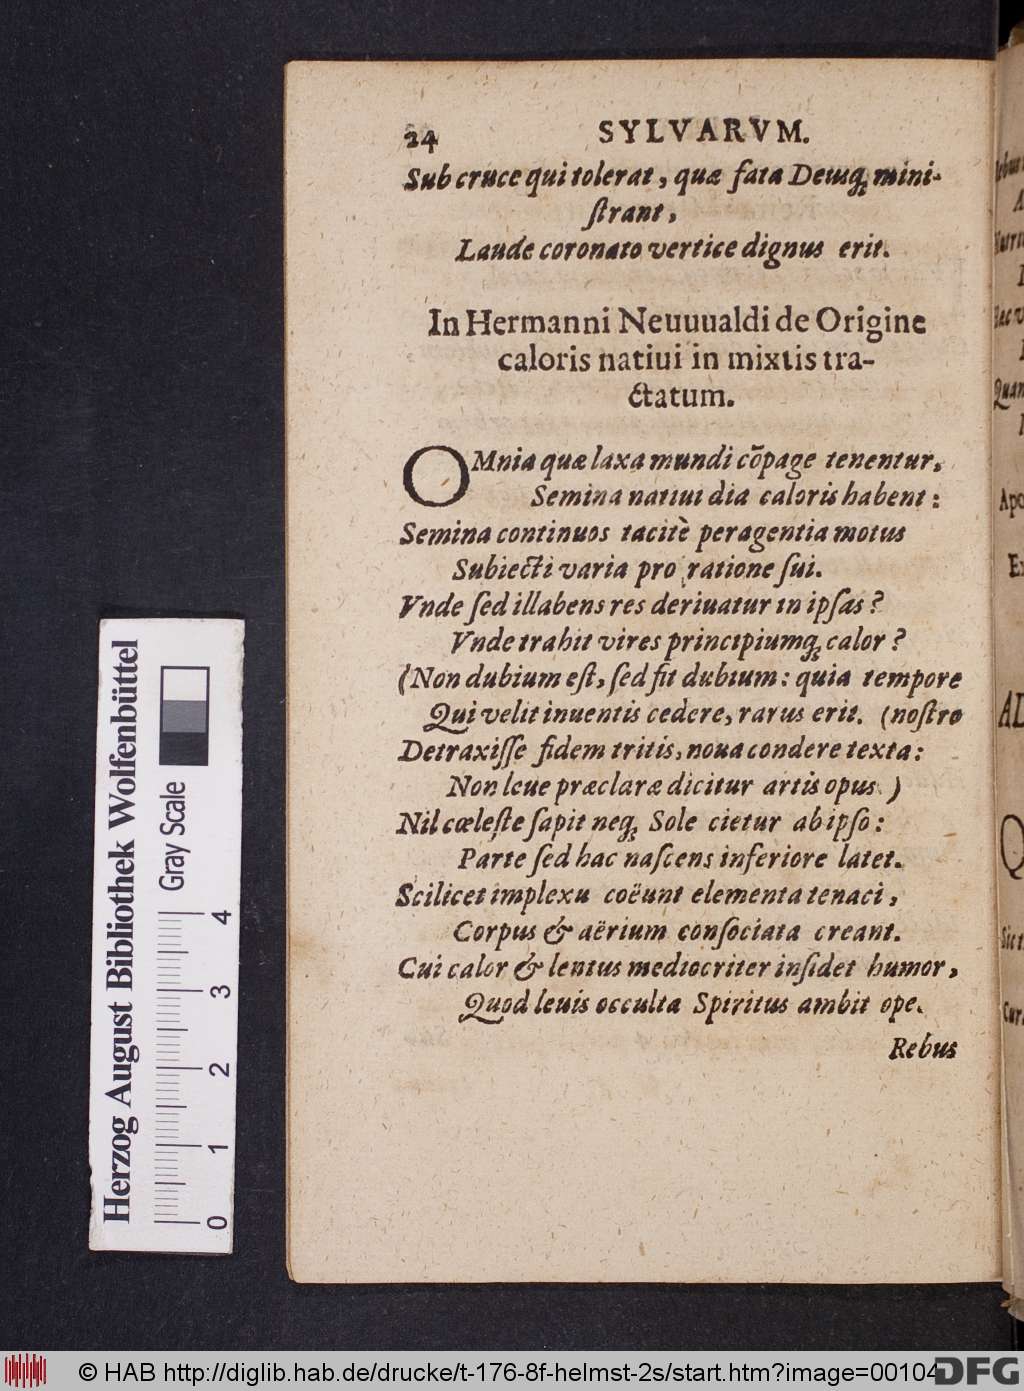 24 SYLVARVM.
Sub cruce qui tolerat, quæ fata Deusq́; mini-
ſtrant,
Laude coronato vertice dignus erit.
In Hermanni Neuuualdi de Origine
caloris natiui in mixtis tra-
ctatum.
OMnia quæ laxa mundi cõpage tenentur,
Semina natiui dia caloris habent:
Semina continuos tacitè peragentia motus
Subiecti varia pro ratione ſui.
Vnde ſed illabens res deriuatur in ipſas?
Vnde trahit vires principiumq́; calor?
(Non dubium eſt, ſed fit dubium: quia tempore
Qui velit inuentis cedere, rarus erit. (noſtro
Detraxiſſe fidem tritis, noua condere texta:
Non leue præclaræ dicitur artis opus.)
Nil cœleſte ſapit neq́; Sole cietur ab ipſo:
Parte ſed hac naſcens inferiore latet.
Scilicet implexu coëunt elementa tenaci,
Corpus & aërium conſociata creant.
Cui calor & lentus mediocriter inſidet humor,
Quod leuis occulta Spiritus ambit ope.
Rebus
Herzog August Bibliothek Wolfenbüttel
Gray Scale
0 1 2 3 4
© HAB http://diglib.hab.de/drucke/t-176-8f-helmst-2s/start.htm?image=00104
DFG